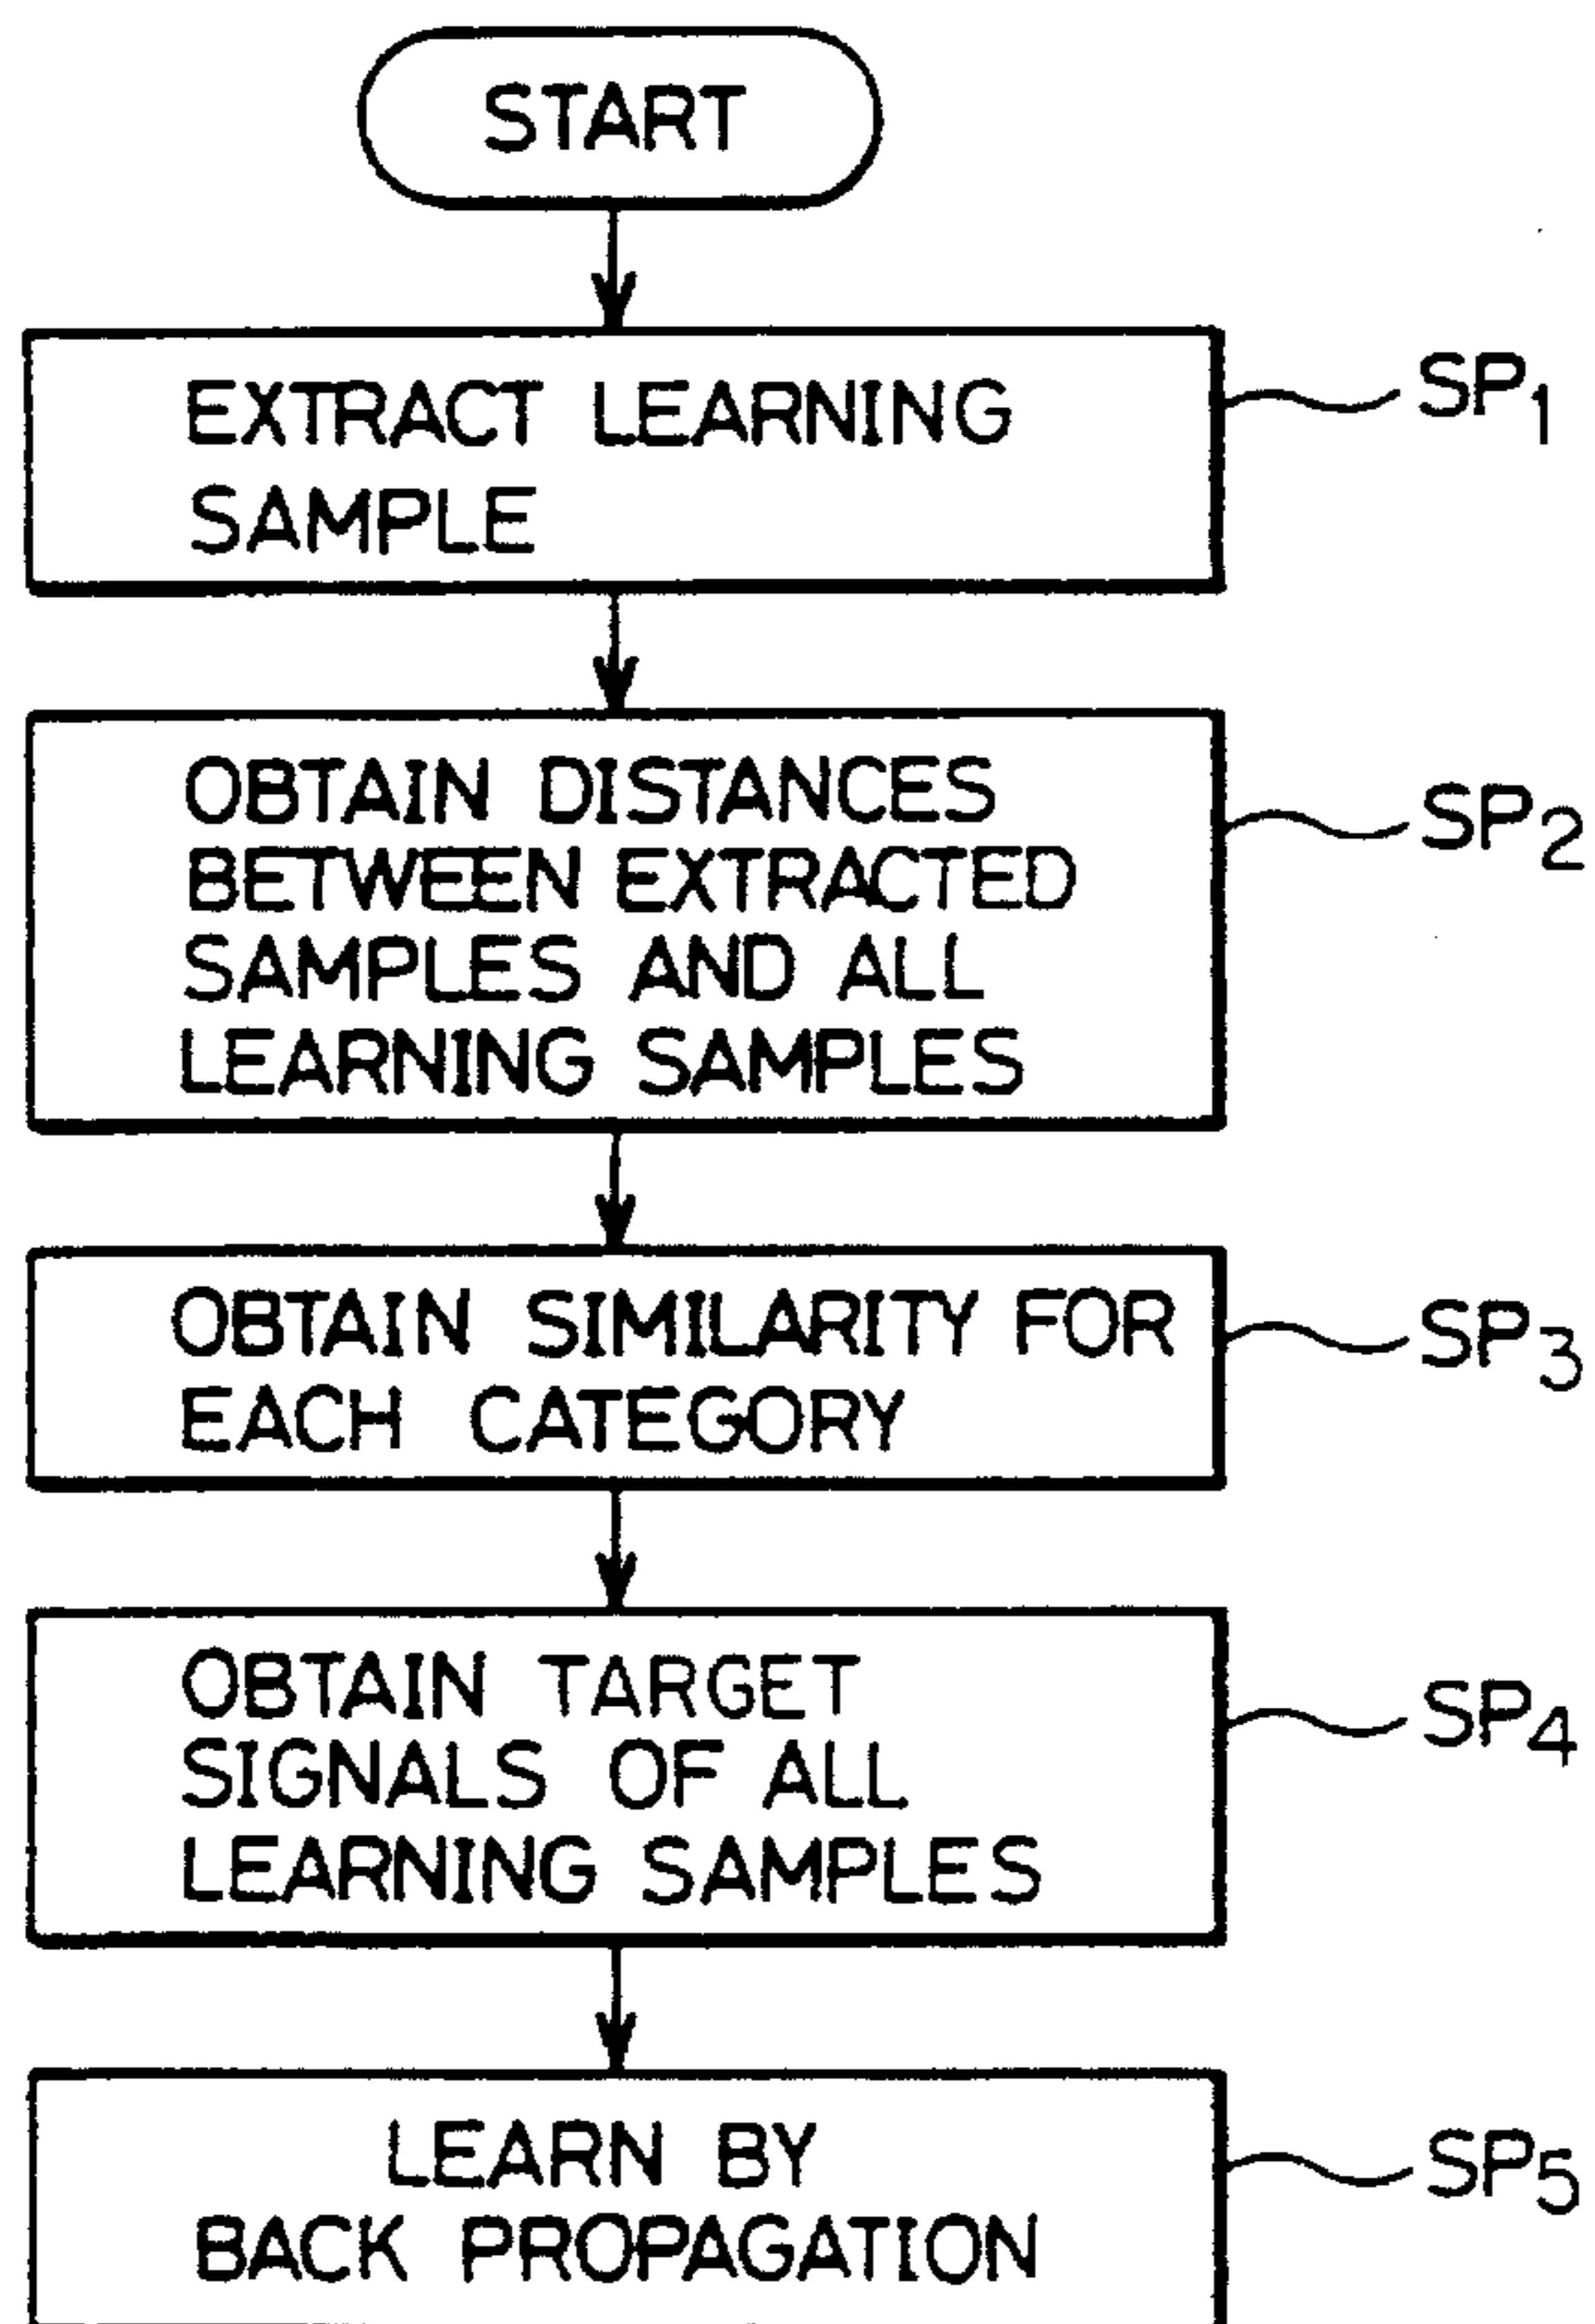 START
EXTRACT LEARNING
SAMPLE
SP1
OBTAIN DISTANCES
BETWEEN EXTRACTED
SAMPLES AND ALL
LEARNING SAMPLES
SP2
OBTAIN SIMILARITY FOR
EACH CATEGORY
SP3
OBTAIN TARGET
SIGNALS OF ALL
LEARNING SAMPLES
SP4
LEARN BY
BACK PROPAGATION
SP5